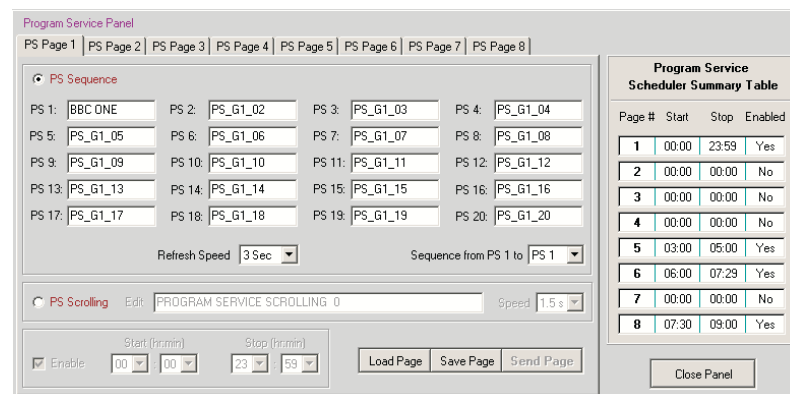 Program Service Panel
PS Page 1 PS Page 2 PS Page 3 PS Page 4 PS Page 5 PS Page 6 PS Page 7 PS Page 8
PS Sequence
PS 1: BBC ONE PS 2: PS_G1_02 PS 3: PS_G1_03 PS 4: PS_G1_04
PS 5: PS_G1_05 PS 6: PS_G1_06 PS 7: PS_G1_07 PS 8: PS_G1_08
PS 9: PS_G1_09 PS 10: PS_G1_10 PS 11: PS_G1_11 PS 12: PS_G1_12
PS 13: PS_G1_13 PS 14: PS_G1_14 PS 15: PS_G1_15 PS 16: PS_G1_16
PS 17: PS_G1_17 PS 18: PS_G1_18 PS 19: PS_G1_19 PS 20: PS_G1_20
Refresh Speed 3 Sec Sequence from PS 1 to PS 1
PS Scrolling Edit PROGRAM SERVICE SCROLLING 0 Speed 1.5 s
Start (hr:min) Stop (hr:min)
Enable 00 : 00 23 : 59 Load Page Save Page Send Page
Program Service
Scheduler Summary Table
Page # Start Stop Enabled
1 00:00 23:59 Yes
2 00:00 00:00 No
3 00:00 00:00 No
4 00:00 00:00 No
5 03:00 05:00 Yes
6 06:00 07:29 Yes
7 00:00 00:00 No
8 07:30 09:00 Yes
Close Panel